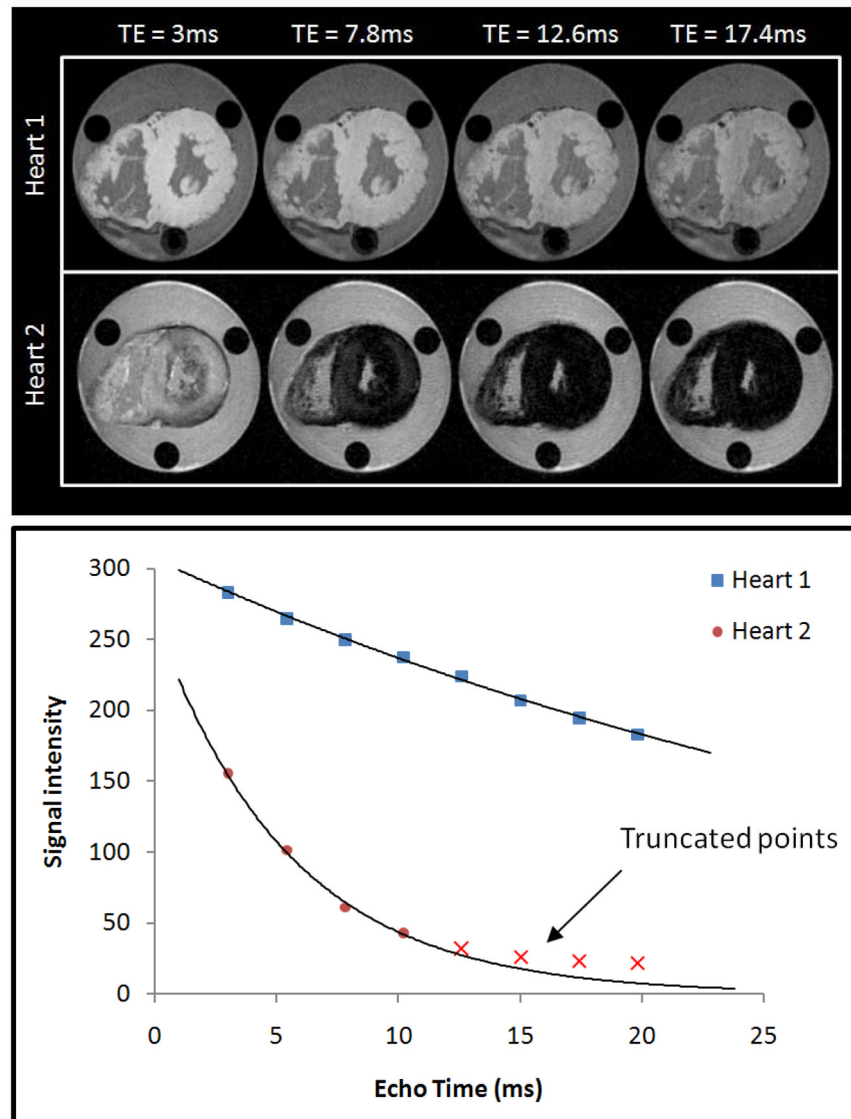 TE = 3ms TE = 7.8ms TE = 12.6ms TE = 17.4ms
Heart 1
Heart 2
300
250
200
150
100
50
0
Signal intensity
Heart 1
Heart 2
Truncated points
0 5 10 15 20 25
Echo Time (ms)